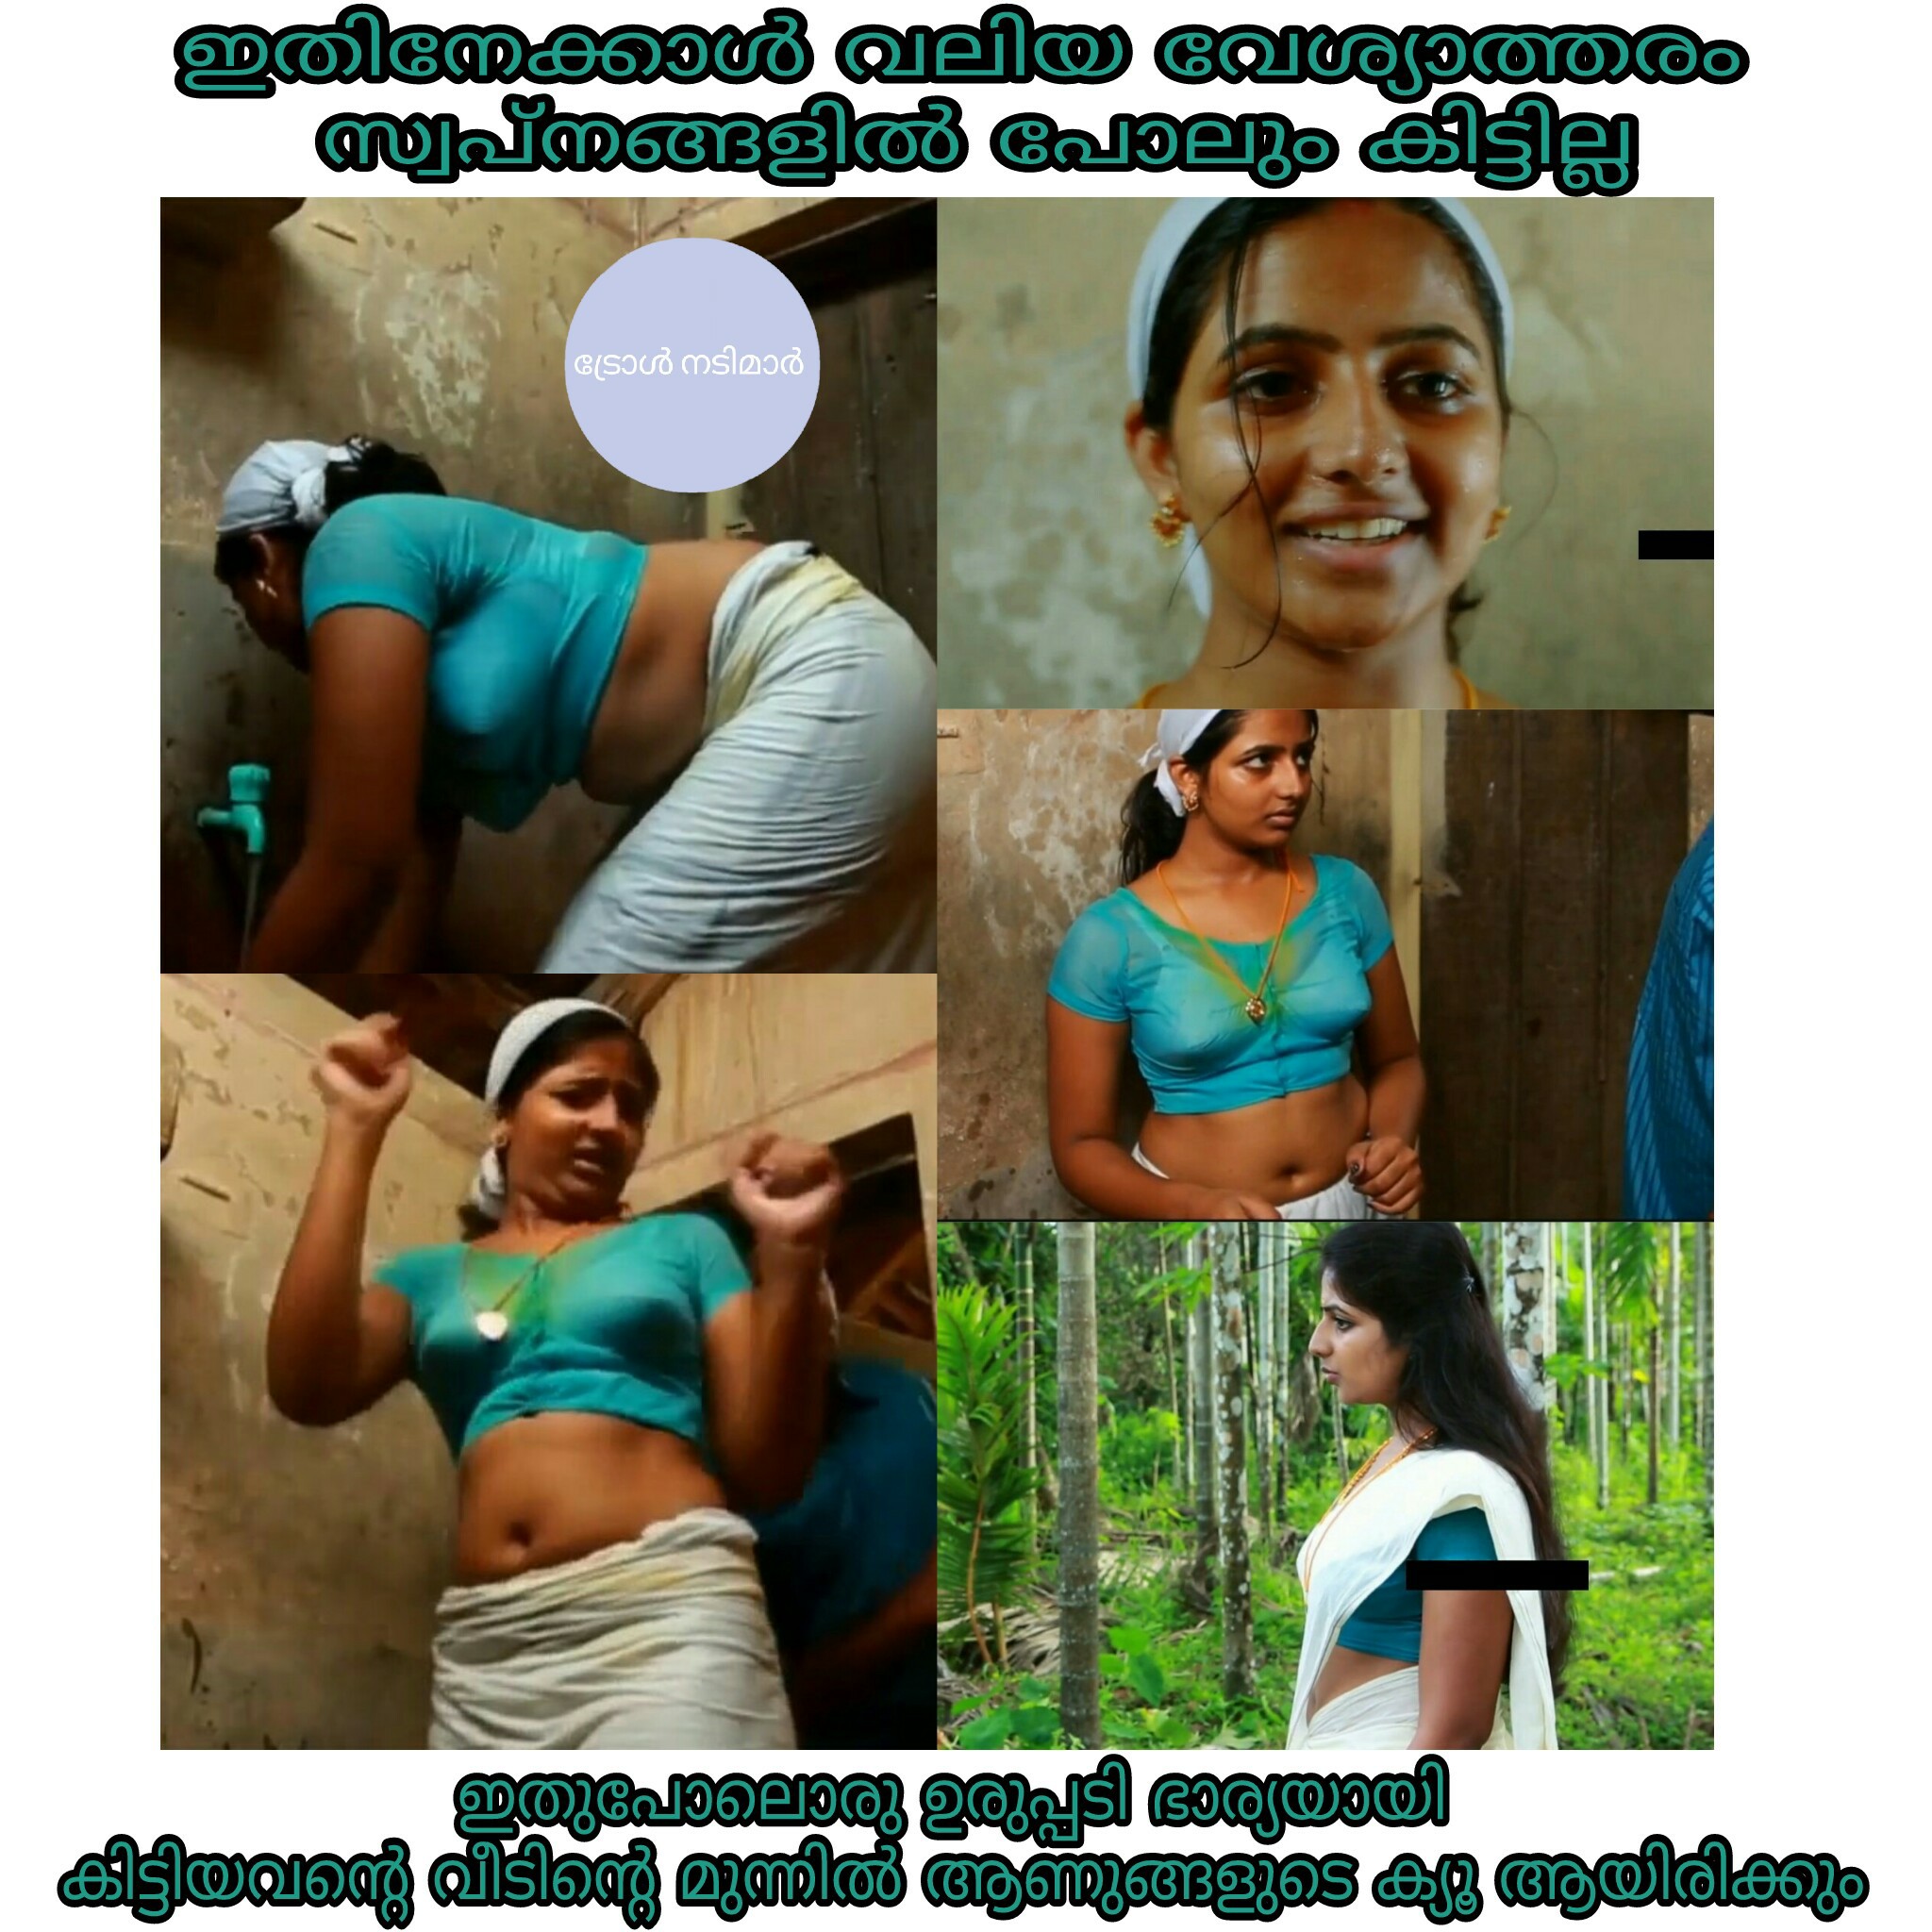 ഇതിനേക്കാൾ വലിയ വേശ്യാത്തരം
സ്വപ്നങ്ങളിൽ പോലും കിട്ടില്ല
ട്രോൾ നടിമാർ
ഇതുപോലൊരു ഉരുപ്പടി ഭാര്യയായി
കിട്ടിയവന്റെ വീടിന്റെ മുന്നിൽ ആണുങ്ങളുടെ ക്യൂ ആയിരിക്കും